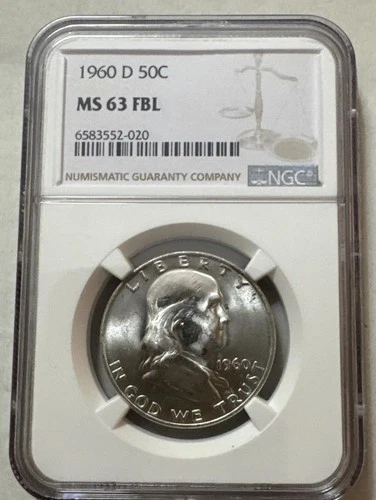 1960 D 50C
MS 63 FBL
6583552-020
NUMISMATIC GUARANTY COMPANY
NGC
LIBERTY
1960
IN GOD WE TRUST